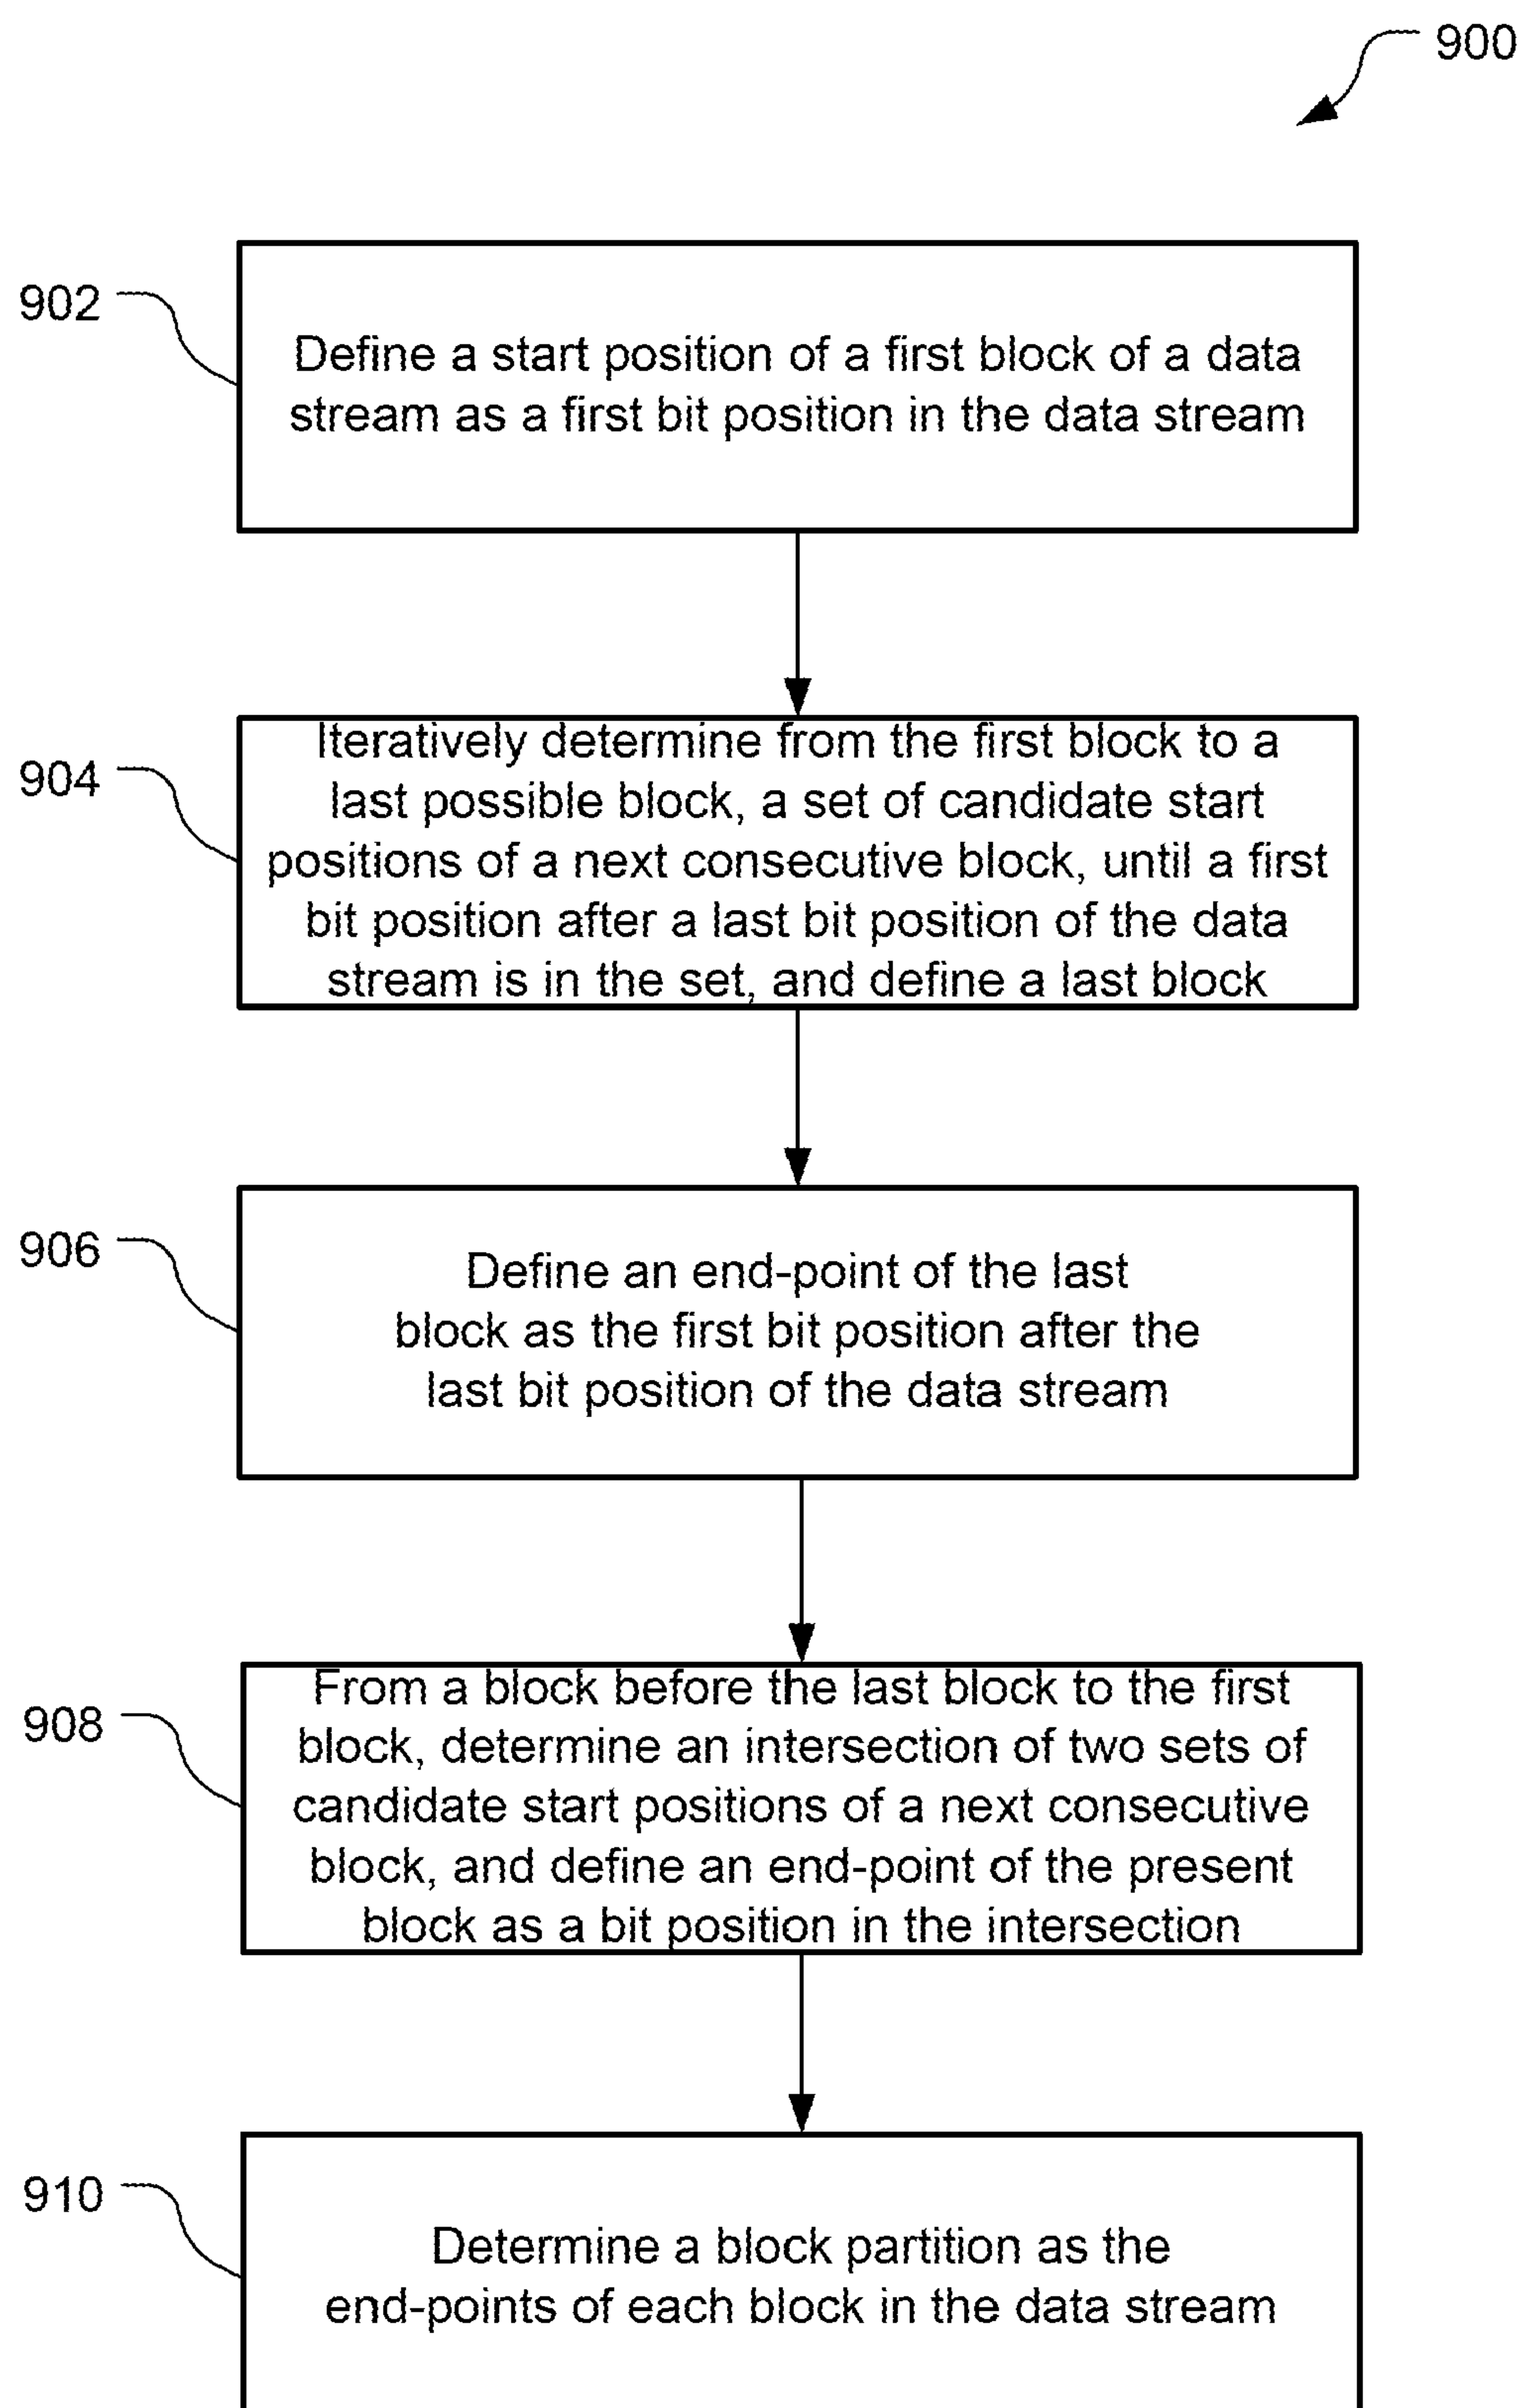 900
902
Define a start position of a first block of a data
stream as a first bit position in the data stream
904
Iteratively determine from the first block to a
last possible block, a set of candidate start
positions of a next consecutive block, until a first
bit position after a last bit position of the data
stream is in the set, and define a last block
906
Define an end-point of the last
block as the first bit position after the
last bit position of the data stream
908
From a block before the last block to the first
block, determine an intersection of two sets of
candidate start positions of a next consecutive
block, and define an end-point of the present
block as a bit position in the intersection
910
Determine a block partition as the
end-points of each block in the data stream